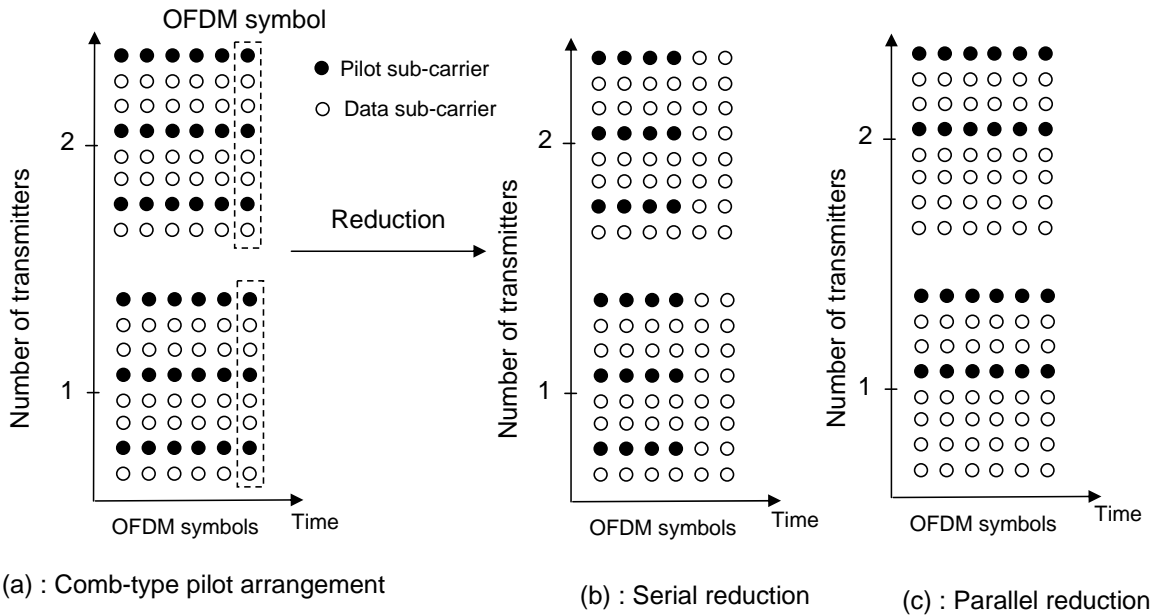 OFDM symbol
Pilot sub-carrier
Data sub-carrier
Number of transmitters
2
1
OFDM symbols
Time
Reduction
Number of transmitters
2
1
OFDM symbols
Time
Number of transmitters
2
1
OFDM symbols
Time
(a) : Comb-type pilot arrangement
(b) : Serial reduction
(c) : Parallel reduction